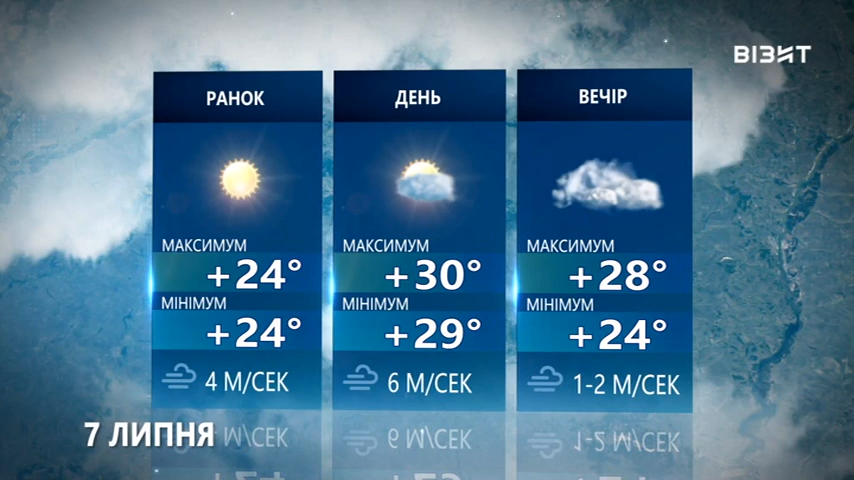 ВІЗИТ
РАНОК
МАКСИМУМ
+24°
МІНІМУМ
+24°
4 М/СЕК
ДЕНЬ
МАКСИМУМ
+30°
МІНІМУМ
+29°
6 М/СЕК
ВЕЧІР
МАКСИМУМ
+28°
МІНІМУМ
+24°
1-2 М/СЕК
7 ЛИПНЯ